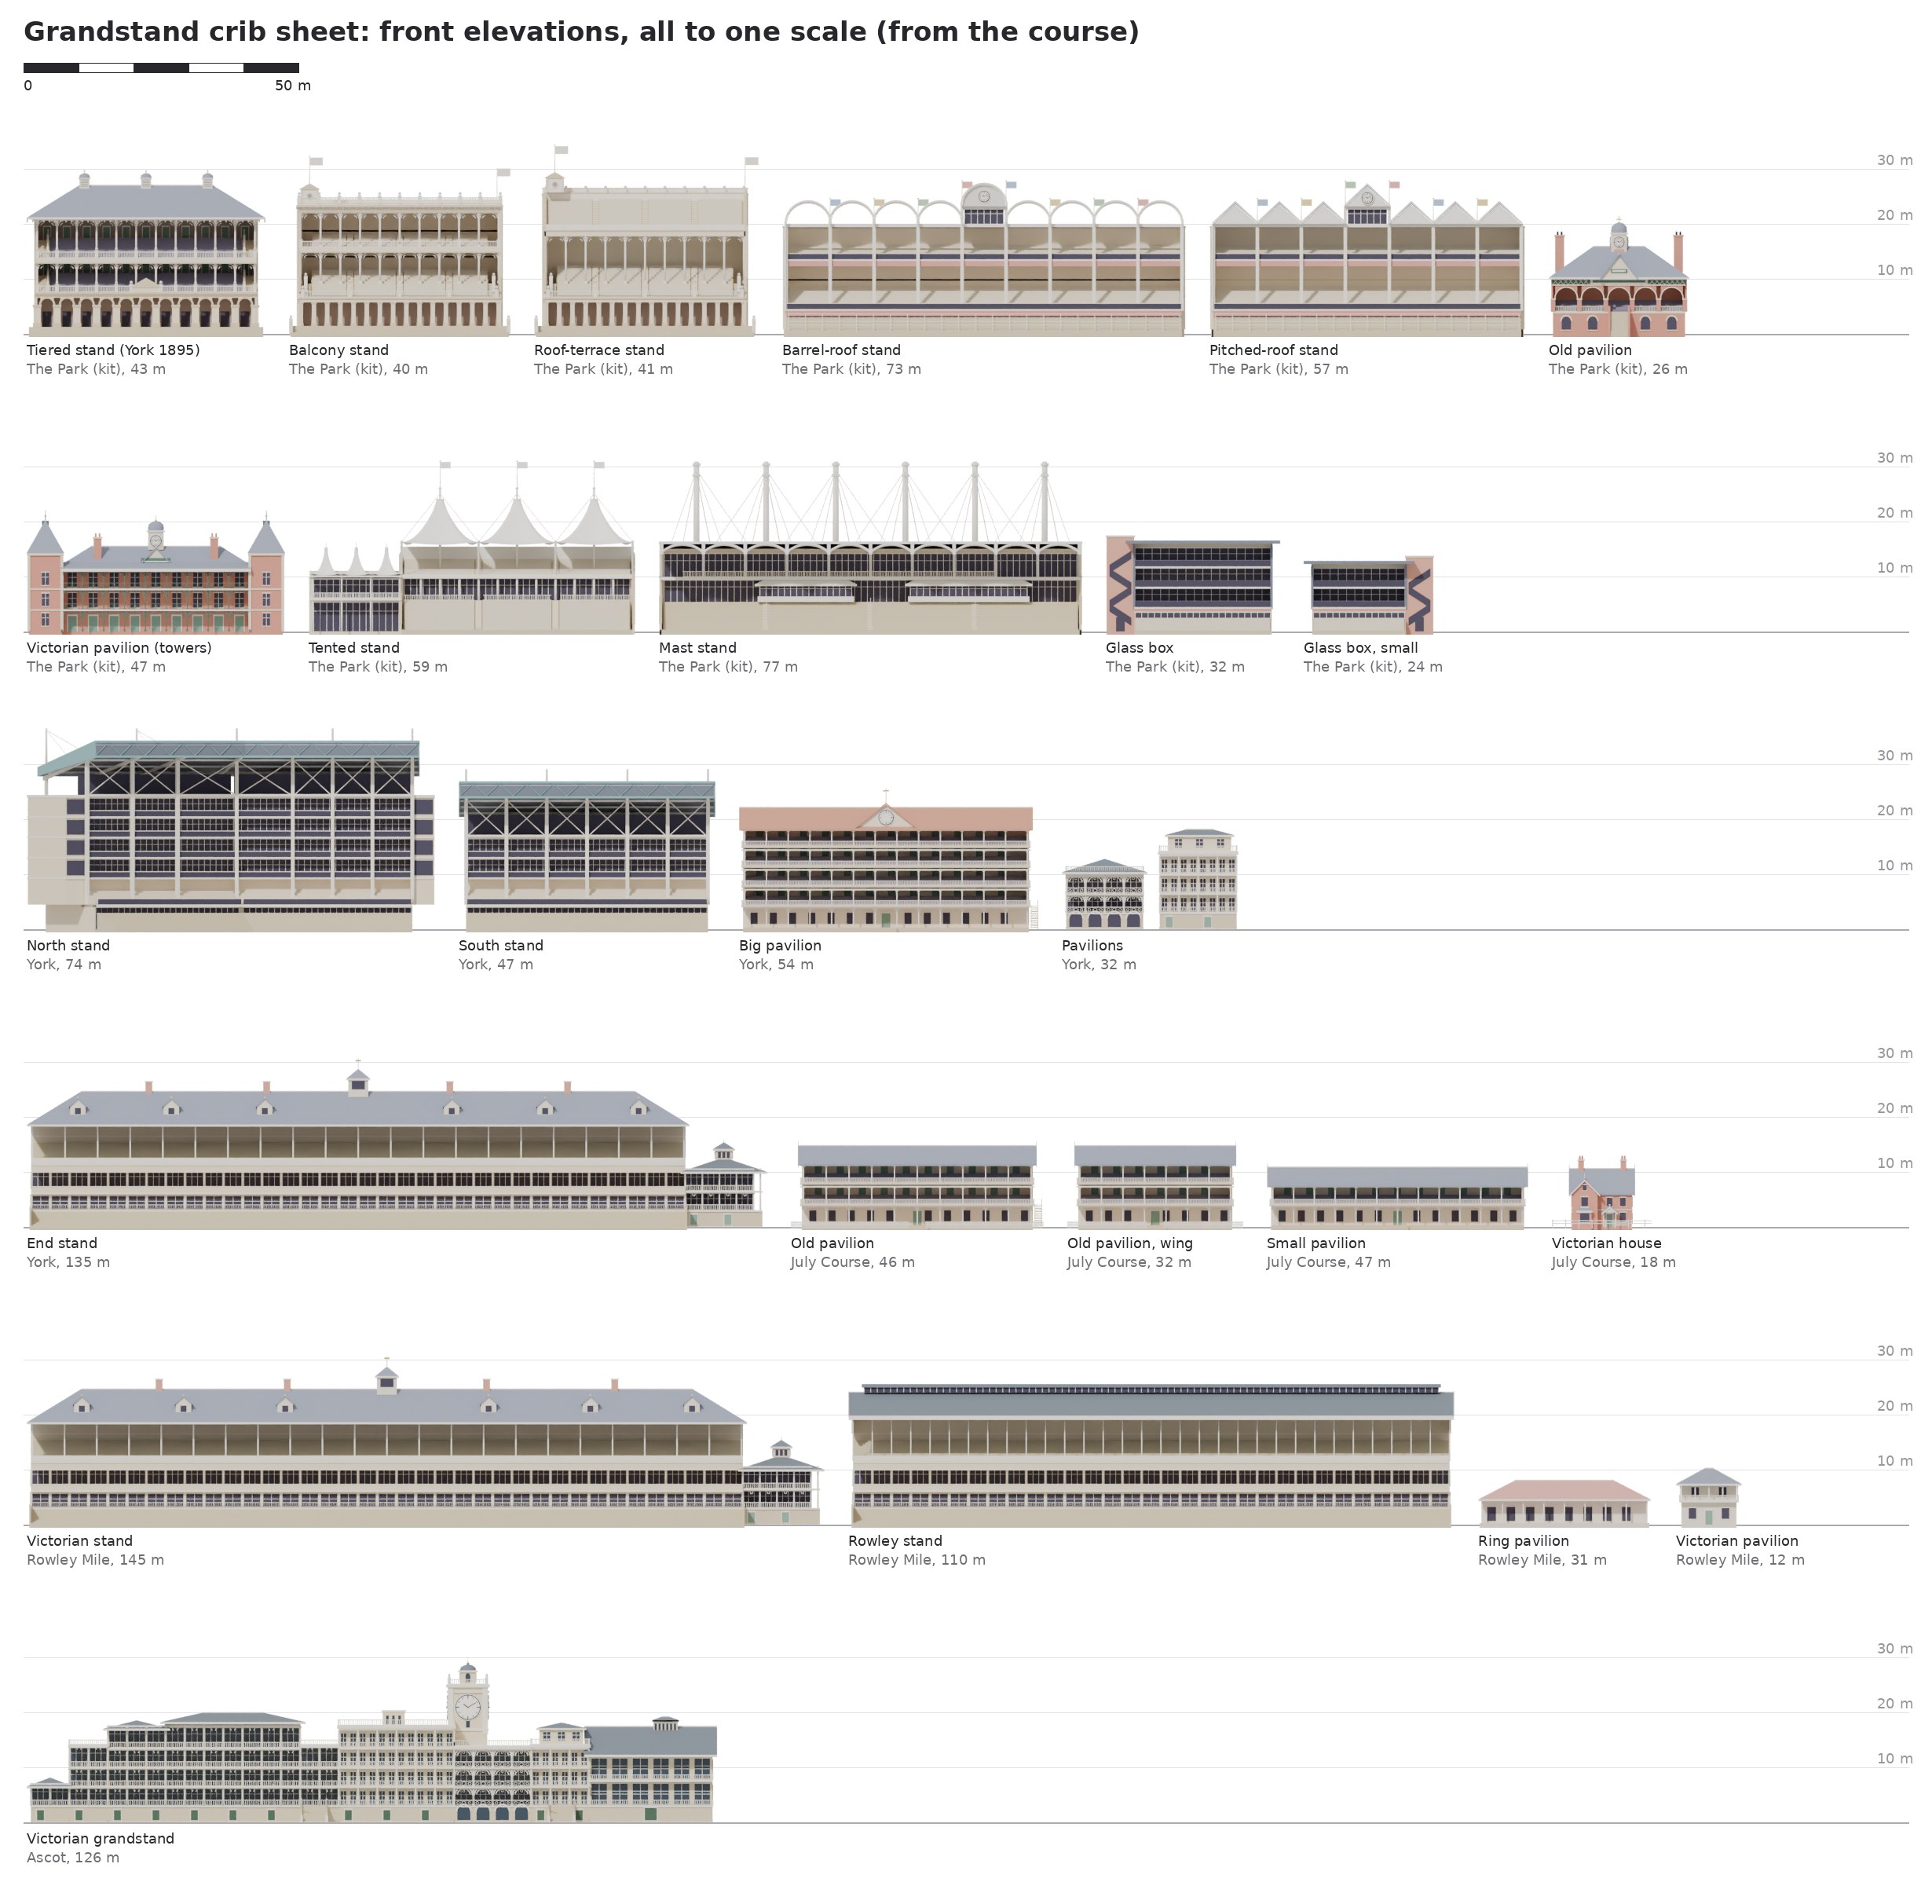 Grandstand crib sheet: front elevations, all to one scale (from the course)
0 50 m
30 m
20 m
10 m
Tiered stand (York 1895) Balcony stand Roof-terrace stand Barrel-roof stand Pitched-roof stand Old pavilion
The Park (kit), 43 m The Park (kit), 40 m The Park (kit), 41 m The Park (kit), 73 m The Park (kit), 57 m The Park (kit), 26 m
30 m
20 m
10 m
Victorian pavilion (towers) Tented stand Mast stand Glass box Glass box, small
The Park (kit), 47 m The Park (kit), 59 m The Park (kit), 77 m The Park (kit), 32 m The Park (kit), 24 m
30 m
20 m
10 m
North stand South stand Big pavilion Pavilions
York, 74 m York, 47 m York, 54 m York, 32 m
30 m
20 m
10 m
End stand Old pavilion Old pavilion, wing Small pavilion Victorian house
York, 135 m July Course, 46 m July Course, 32 m July Course, 47 m July Course, 18 m
30 m
20 m
10 m
Victorian stand Rowley stand Ring pavilion Victorian pavilion
Rowley Mile, 145 m Rowley Mile, 110 m Rowley Mile, 31 m Rowley Mile, 12 m
30 m
20 m
10 m
Victorian grandstand
Ascot, 126 m